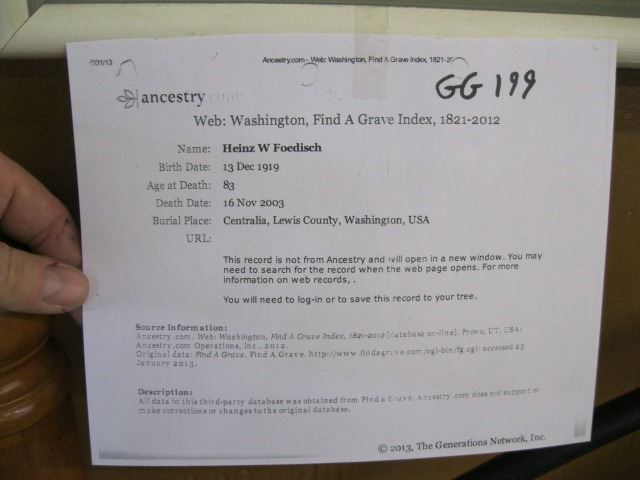 7/31/13 Ancestry.com - Web: Washington, Find A Grave Index, 1821-20
GG 199
ancestry.com
Web: Washington, Find A Grave Index, 1821-2012
Name: Heinz W Foedisch
Birth Date: 13 Dec 1919
Age at Death: 83
Death Date: 16 Nov 2003
Burial Place: Centralia, Lewis County, Washington, USA
URL:
This record is not from Ancestry and will open in a new window. You may
need to search for the record when the web page opens. For more
information on web records, .
You will need to log-in or to save this record to your tree.
Source Information:
Ancestry.com. Web: Washington, Find A Grave Index, 1821-2012 [database on-line]. Provo, UT, USA:
Ancestry.com Operations, Inc., 2012.
Original data: Find A Grave. Find A Grave. http://www.findagrave.com/cgi-bin/fg.cgi: accessed 25
January 2013.
Description:
All data in this third-party database was obtained from Find a Grave. Ancestry.com does not support or
make corrections or changes to the original database.
© 2013, The Generations Network, Inc.